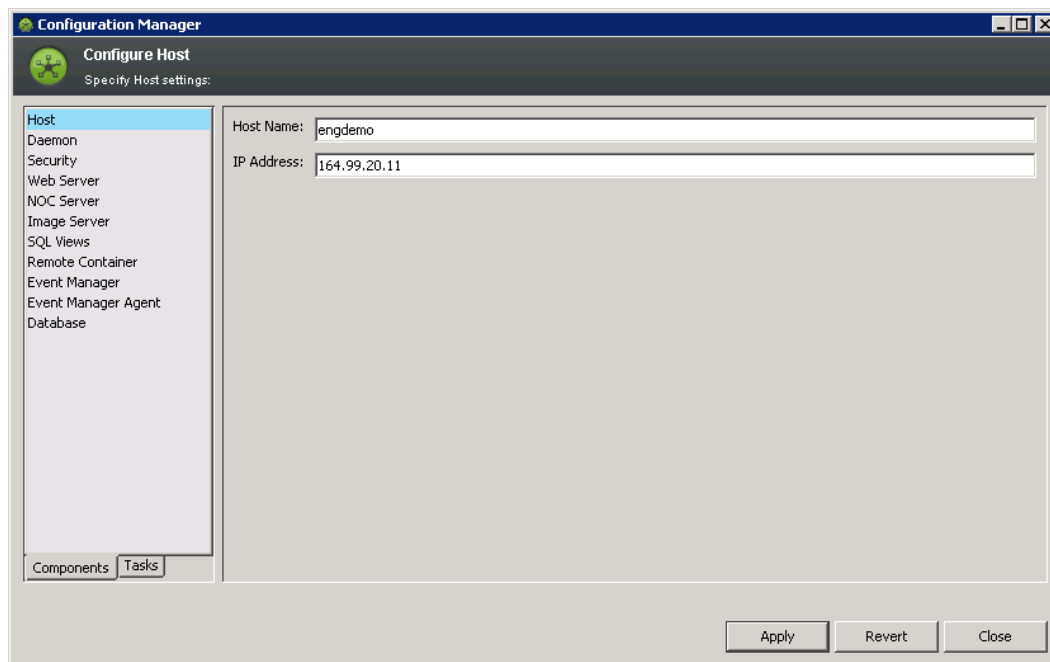 Configuration Manager
Configure Host
Specify Host settings:
Host
Daemon
Security
Web Server
NOC Server
Image Server
SQL Views
Remote Container
Event Manager
Event Manager Agent
Database
Host Name: engdemo
IP Address: 164.99.20.11
Components Tasks
Apply Revert Close